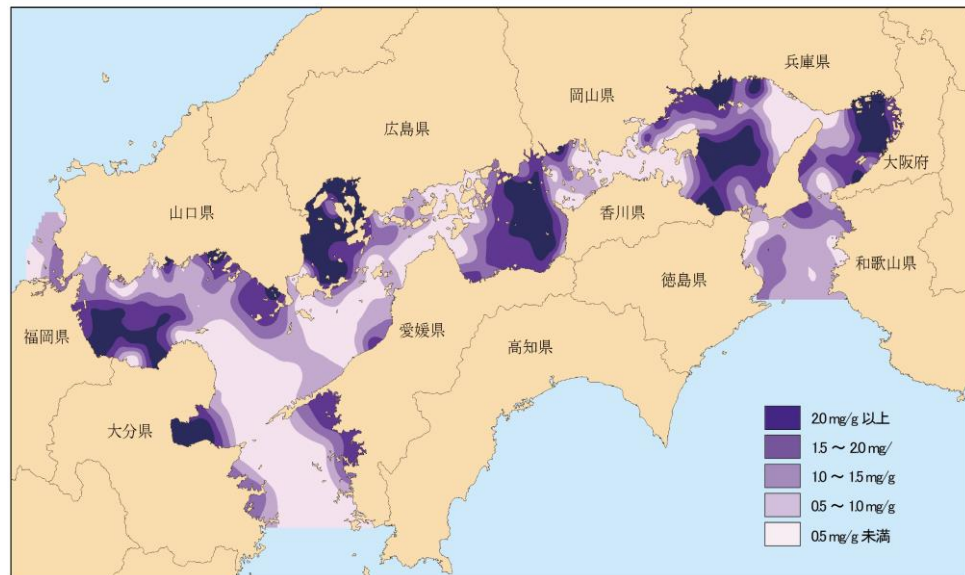 兵庫県
岡山県
広島県
大阪府
山口県
香川県
和歌山県
徳島県
福岡県
愛媛県
高知県
大分県
2.0 mg/g 以上
1.5 ～ 2.0 mg/
1.0 ～ 1.5 mg/g
0.5 ～ 1.0 mg/g
0.5 mg/g 未満